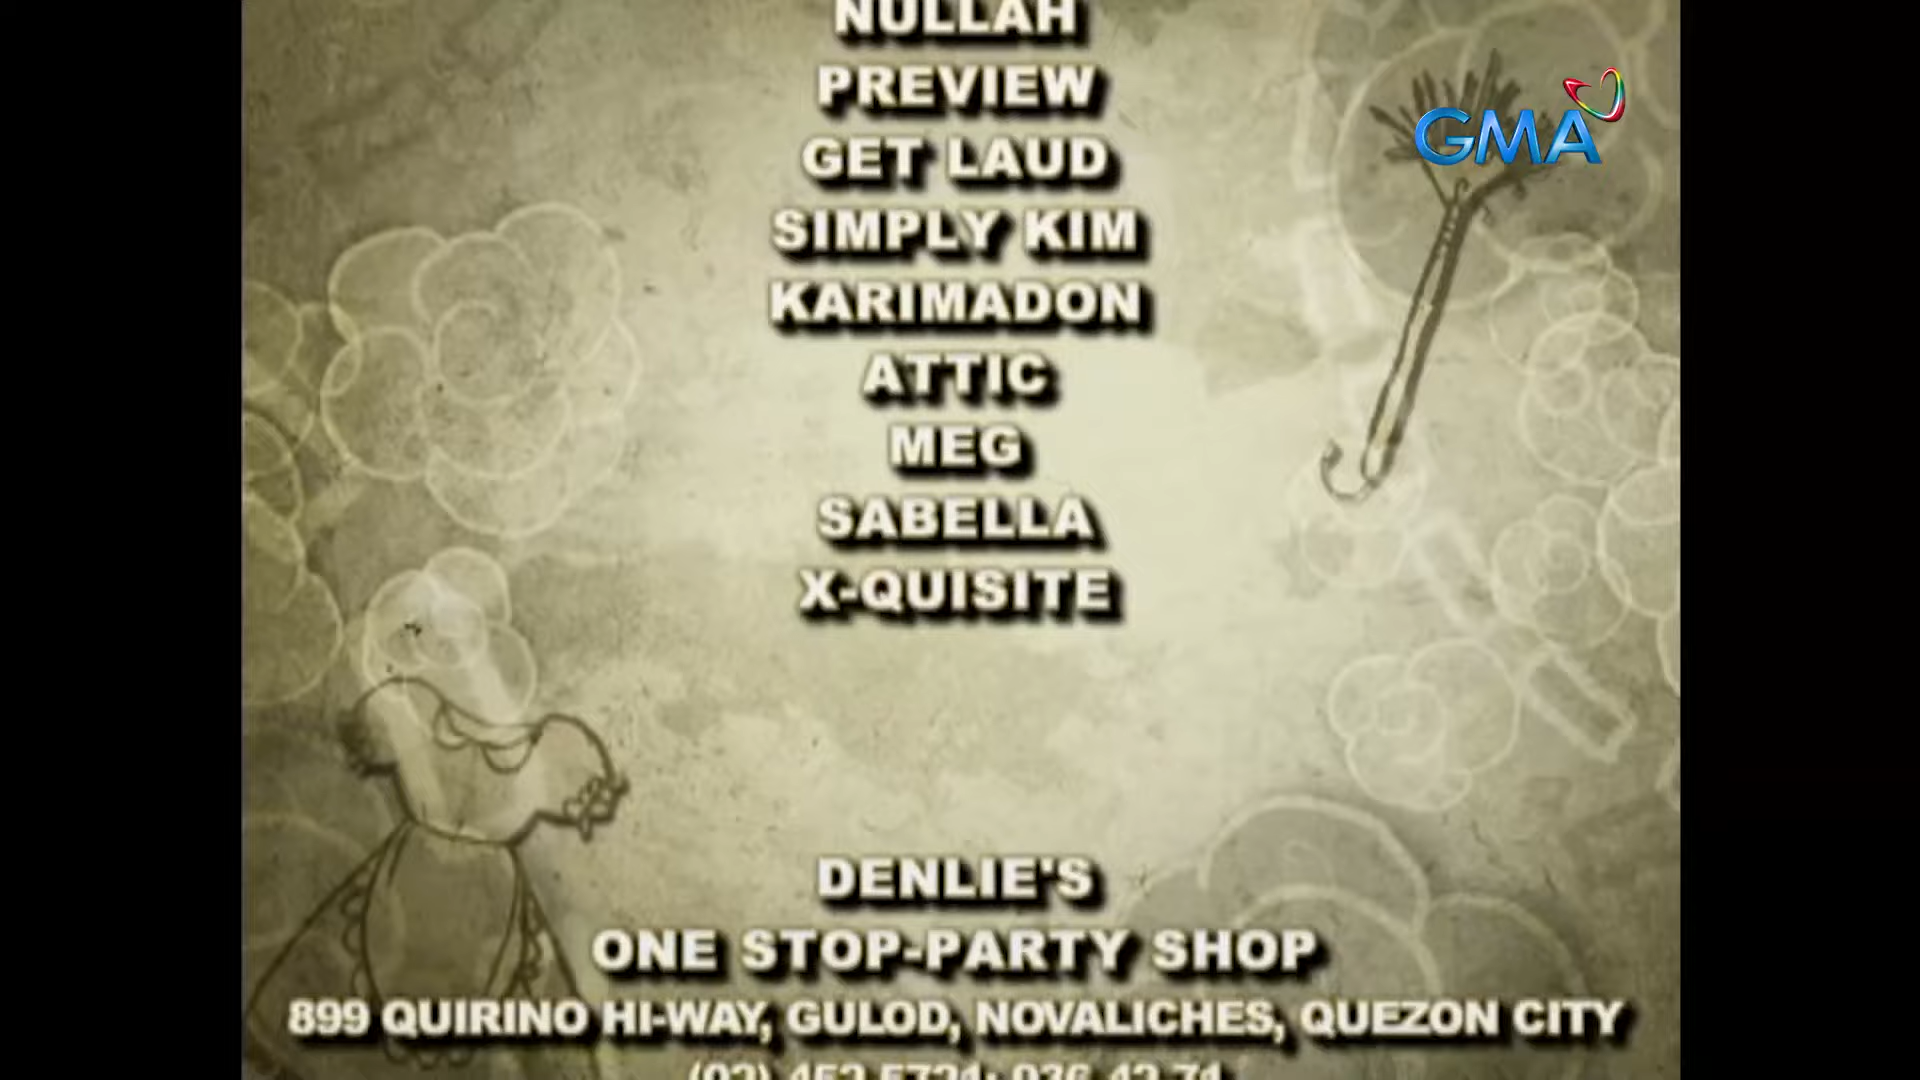 NULLAH
PREVIEW
GMA
GET LAUD
SIMPLY KIM
KARIMADON
ATTIC
MEG
SABELLA
X-QUISITE
DENLIE'S
ONE STOP-PARTY SHOP
899 QUIRINO HI-WAY, GULOD, NOVALICHES, QUEZON CITY